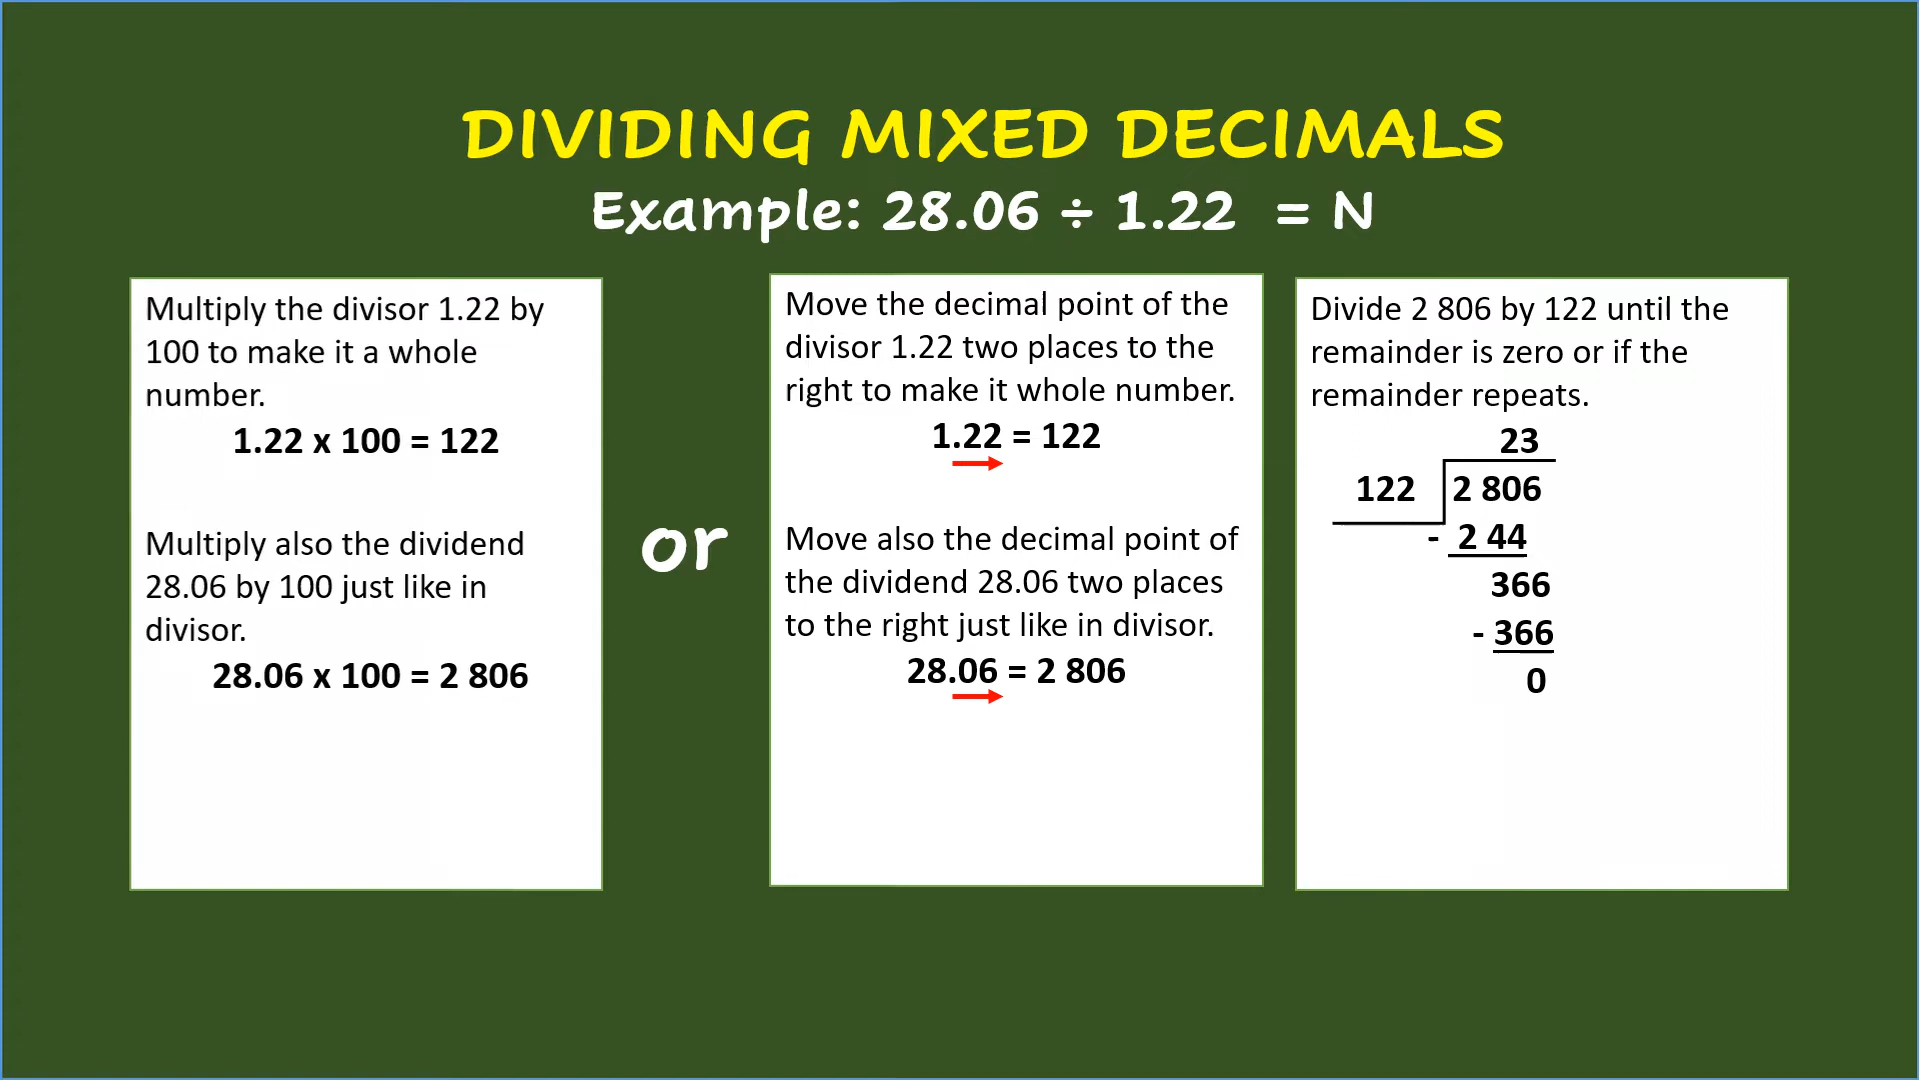 DIVIDING MIXED DECIMALS
Example: 28.06 ÷ 1.22 = N
Multiply the divisor 1.22 by
100 to make it a whole
number.
1.22 x 100 = 122
Multiply also the dividend
28.06 by 100 just like in
divisor.
28.06 x 100 = 2 806
or
Move the decimal point of the
divisor 1.22 two places to the
right to make it whole number.
1.22 = 122
Move also the decimal point of
the dividend 28.06 two places
to the right just like in divisor.
28.06 = 2 806
Divide 2 806 by 122 until the
remainder is zero or if the
remainder repeats.
23
122 2 806
- 2 44
366
- 366
0